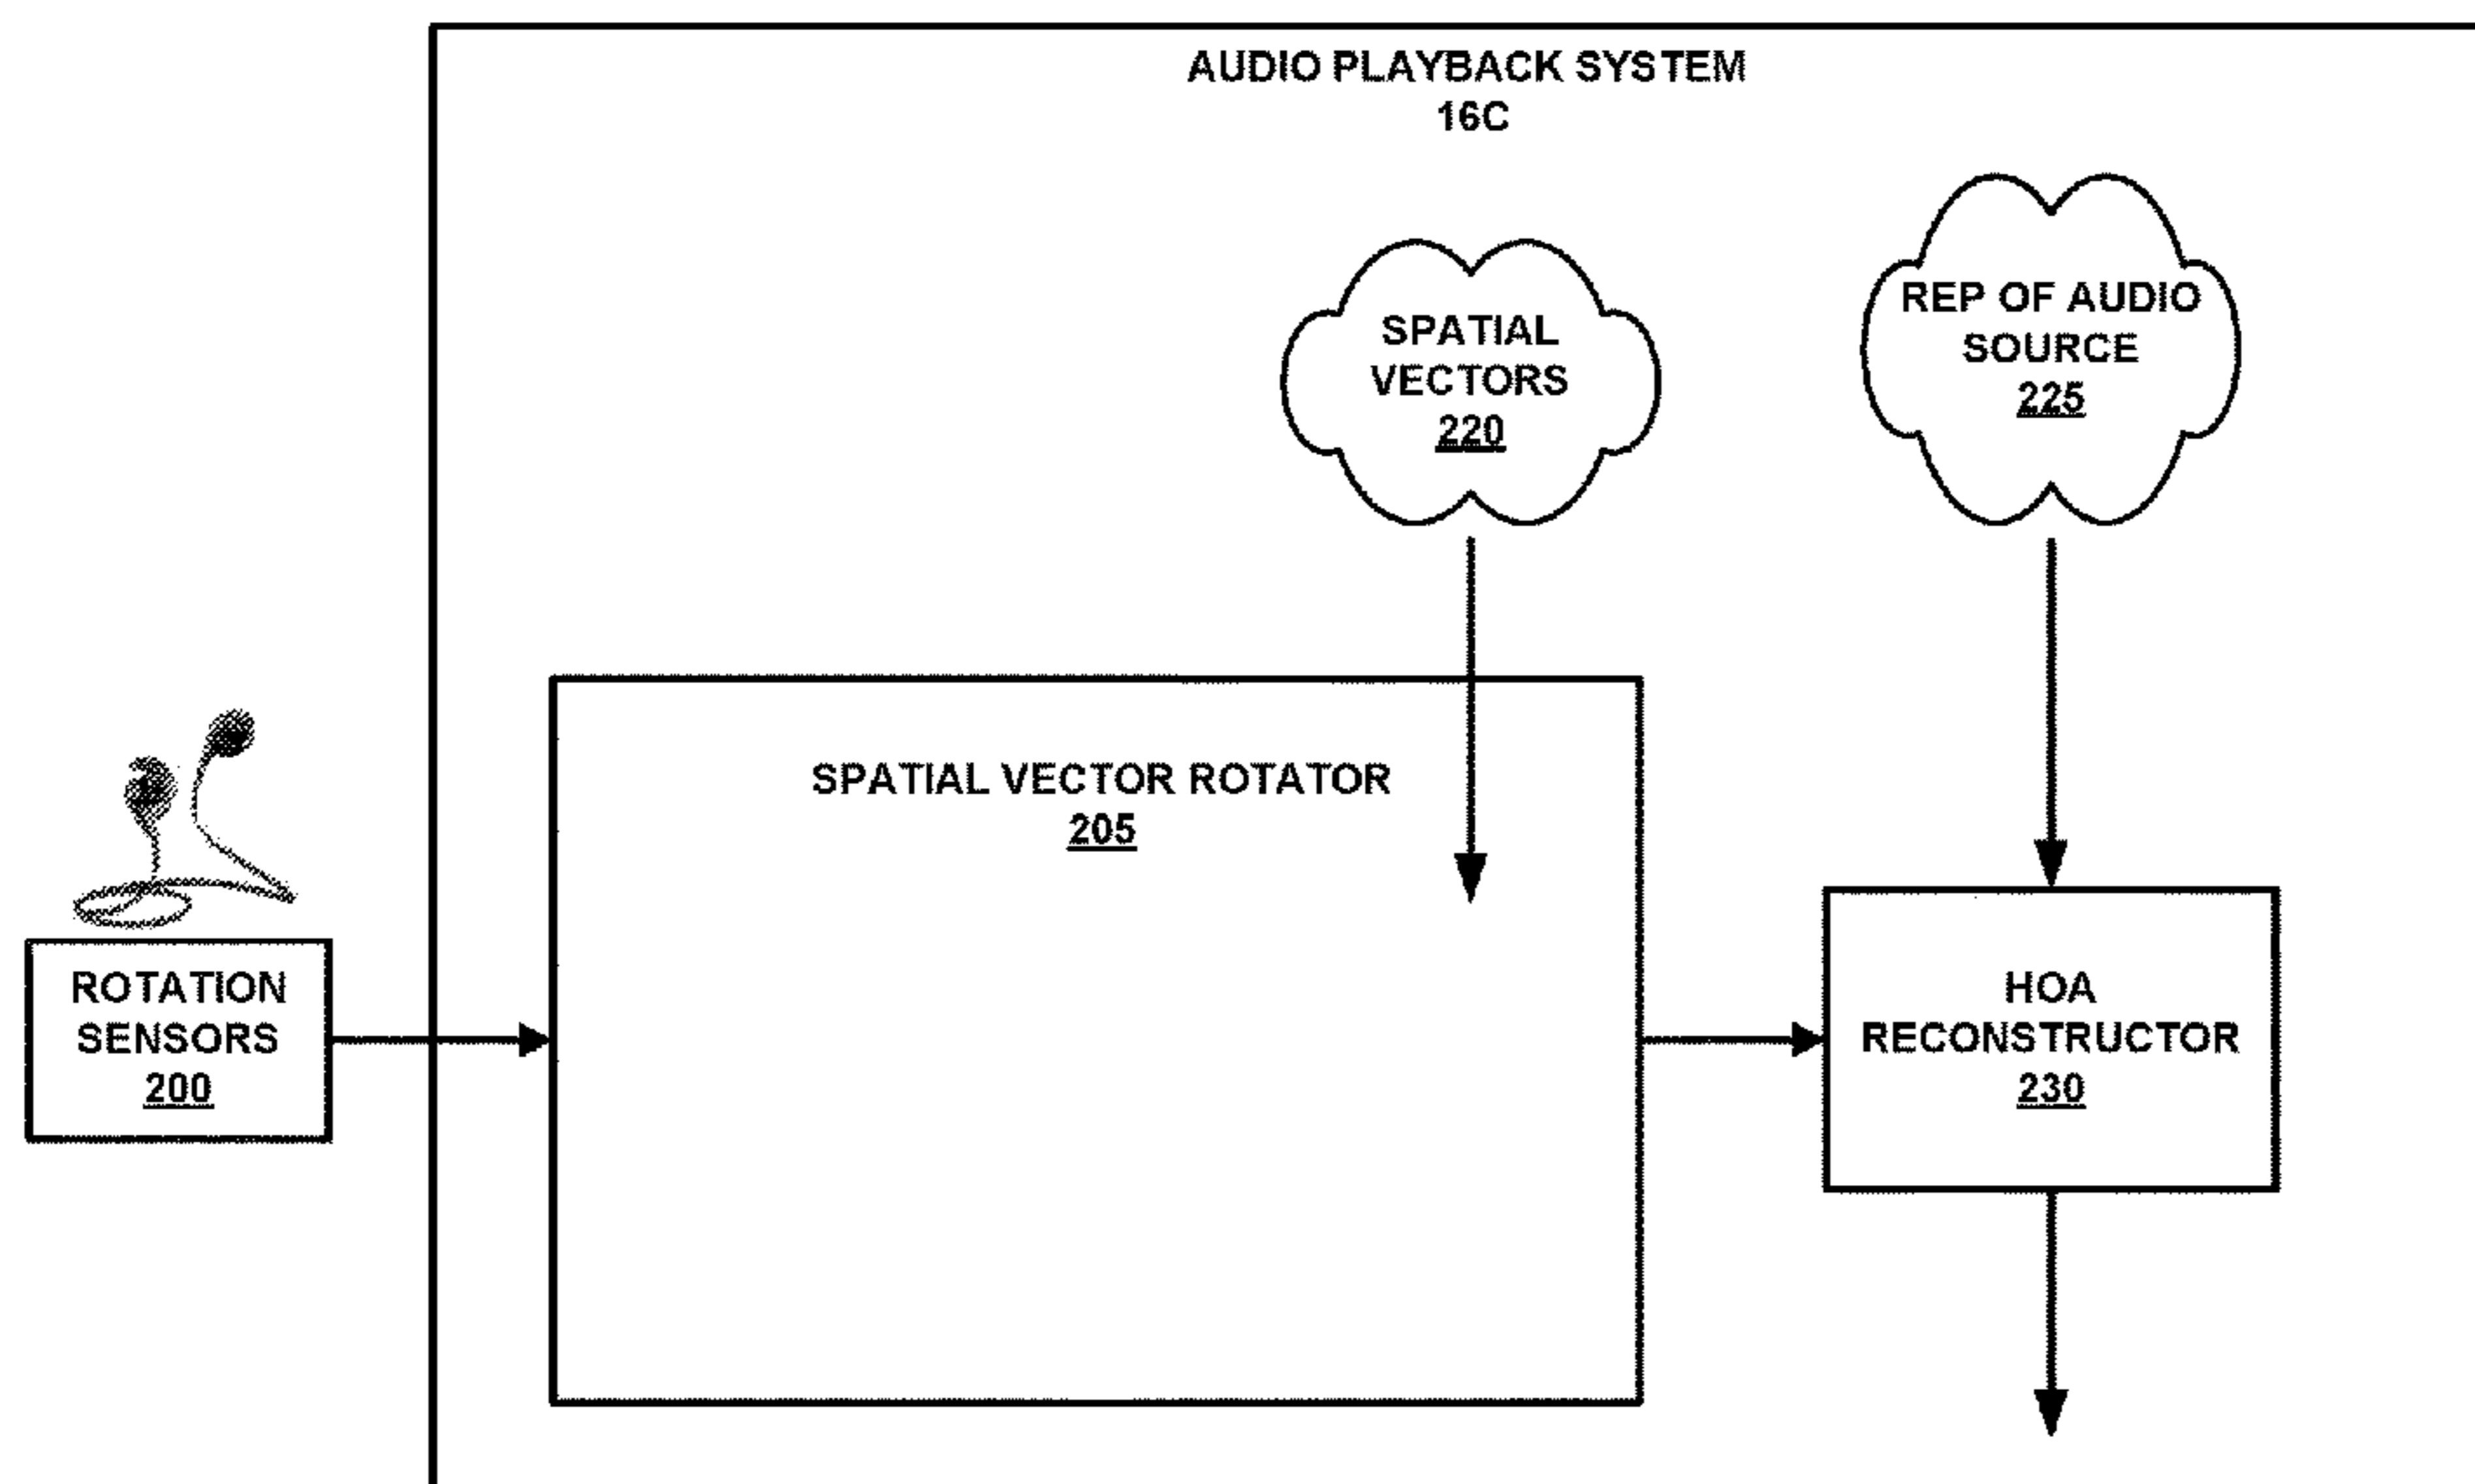 AUDIO PLAYBACK SYSTEM
16C
SPATIAL
VECTORS
220
REP OF AUDIO
SOURCE
225
SPATIAL VECTOR ROTATOR
205
ROTATION
SENSORS
200
HOA
RECONSTRUCTOR
230